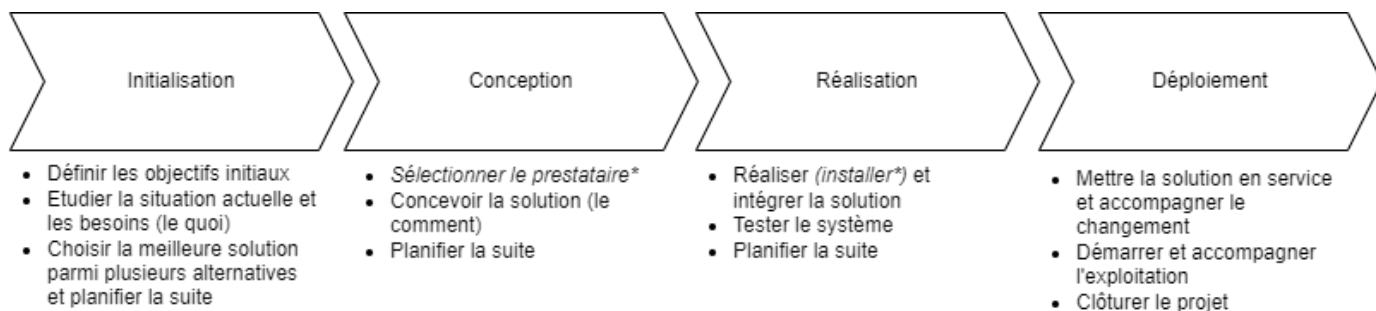 Initialisation
Conception
Réalisation
Déploiement
• Définir les objectifs initiaux
• Etudier la situation actuelle et
les besoins (le quoi)
• Choisir la meilleure solution
parmi plusieurs alternatives
et planifier la suite
• Sélectionner le prestataire*
• Concevoir la solution (le
comment)
• Planifier la suite
• Réaliser (installer*) et
intégrer la solution
• Tester le système
• Planifier la suite
• Mettre la solution en service
et accompagner le
changement
• Démarrer et accompagner
l'exploitation
• Clôturer le projet